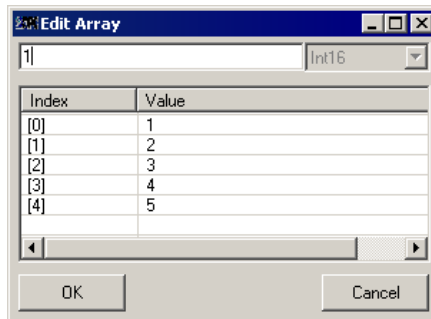 Edit Array
1 Int16
Index Value
[0] 1
[1] 2
[2] 3
[3] 4
[4] 5
OK Cancel